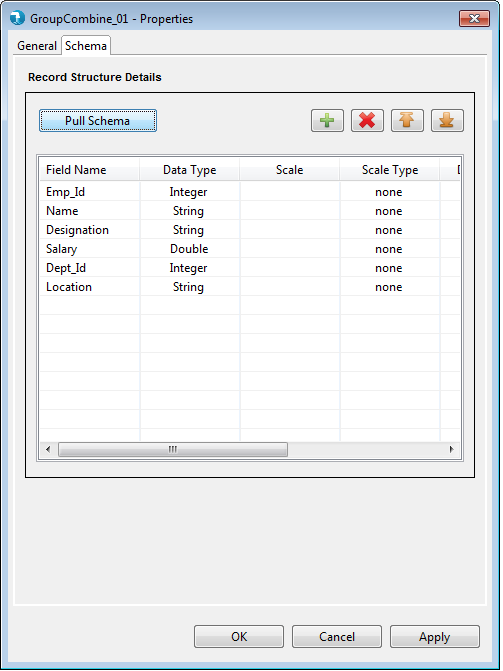 GroupCombine_01 - Properties
General Schema
Record Structure Details
Pull Schema
Field Name Data Type Scale Scale Type
Emp_Id Integer none
Name String none
Designation String none
Salary Double none
Dept_Id Integer none
Location String none
OK Cancel Apply